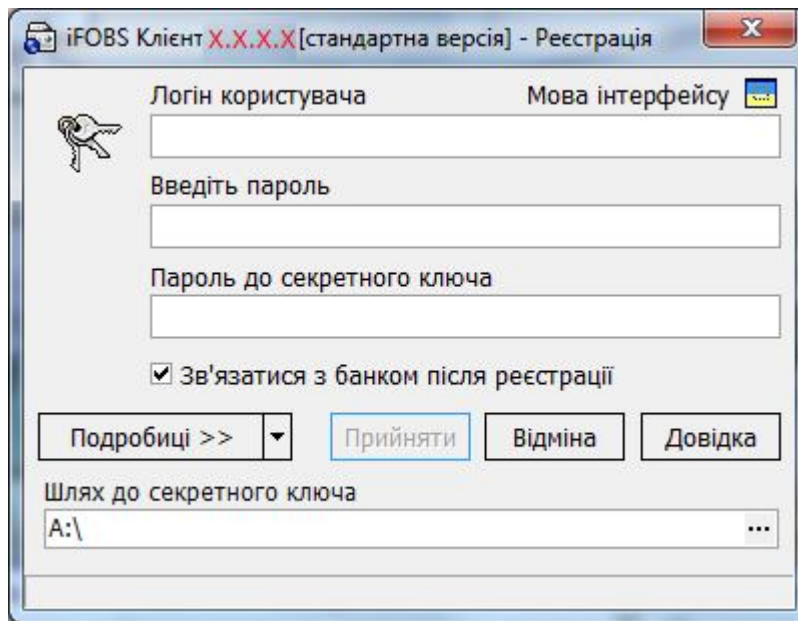 iFOBS Клієнт X.X.X.X [стандартна версія] - Реєстрація
Логін користувача Мова інтерфейсу
Введіть пароль
Пароль до секретного ключа
Зв'язатися з банком після реєстрації
Подробиці >> Прийняти Відміна Довідка
Шлях до секретного ключа
A:\ ...